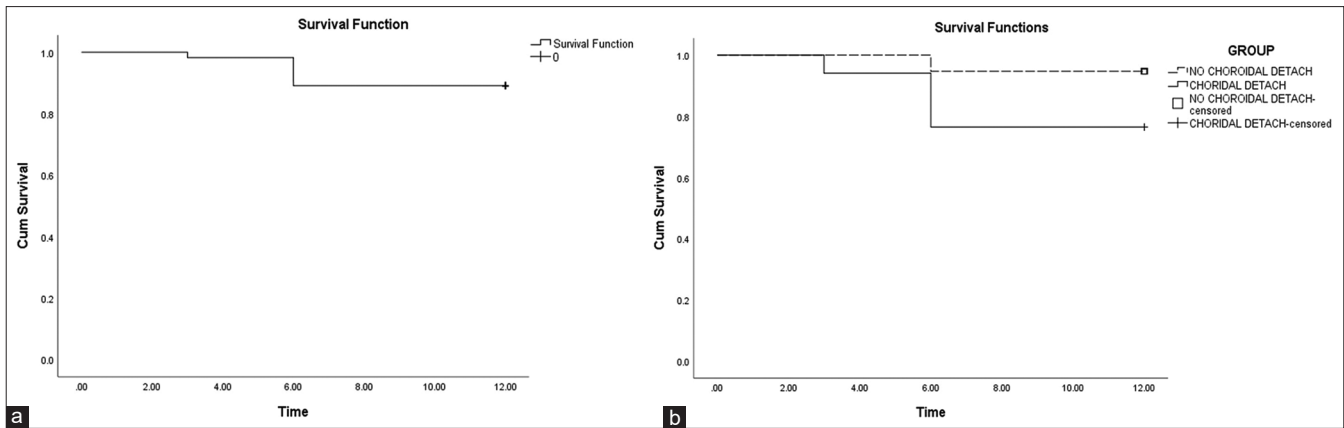 Survival Function
1.0
0.8
0.6
0.4
0.2
0.0
Cum Survival
.00 2.00 4.00 6.00 8.00 10.00 12.00
Time
Survival Function
0
a
Survival Functions
1.0
0.8
0.6
0.4
0.2
0.0
Cum Survival
.00 2.00 4.00 6.00 8.00 10.00 12.00
Time
GROUP
NO CHOROIDAL DETACH
CHORIDAL DETACH
NO CHOROIDAL DETACH-
censored
CHORIDAL DETACH-censored
b